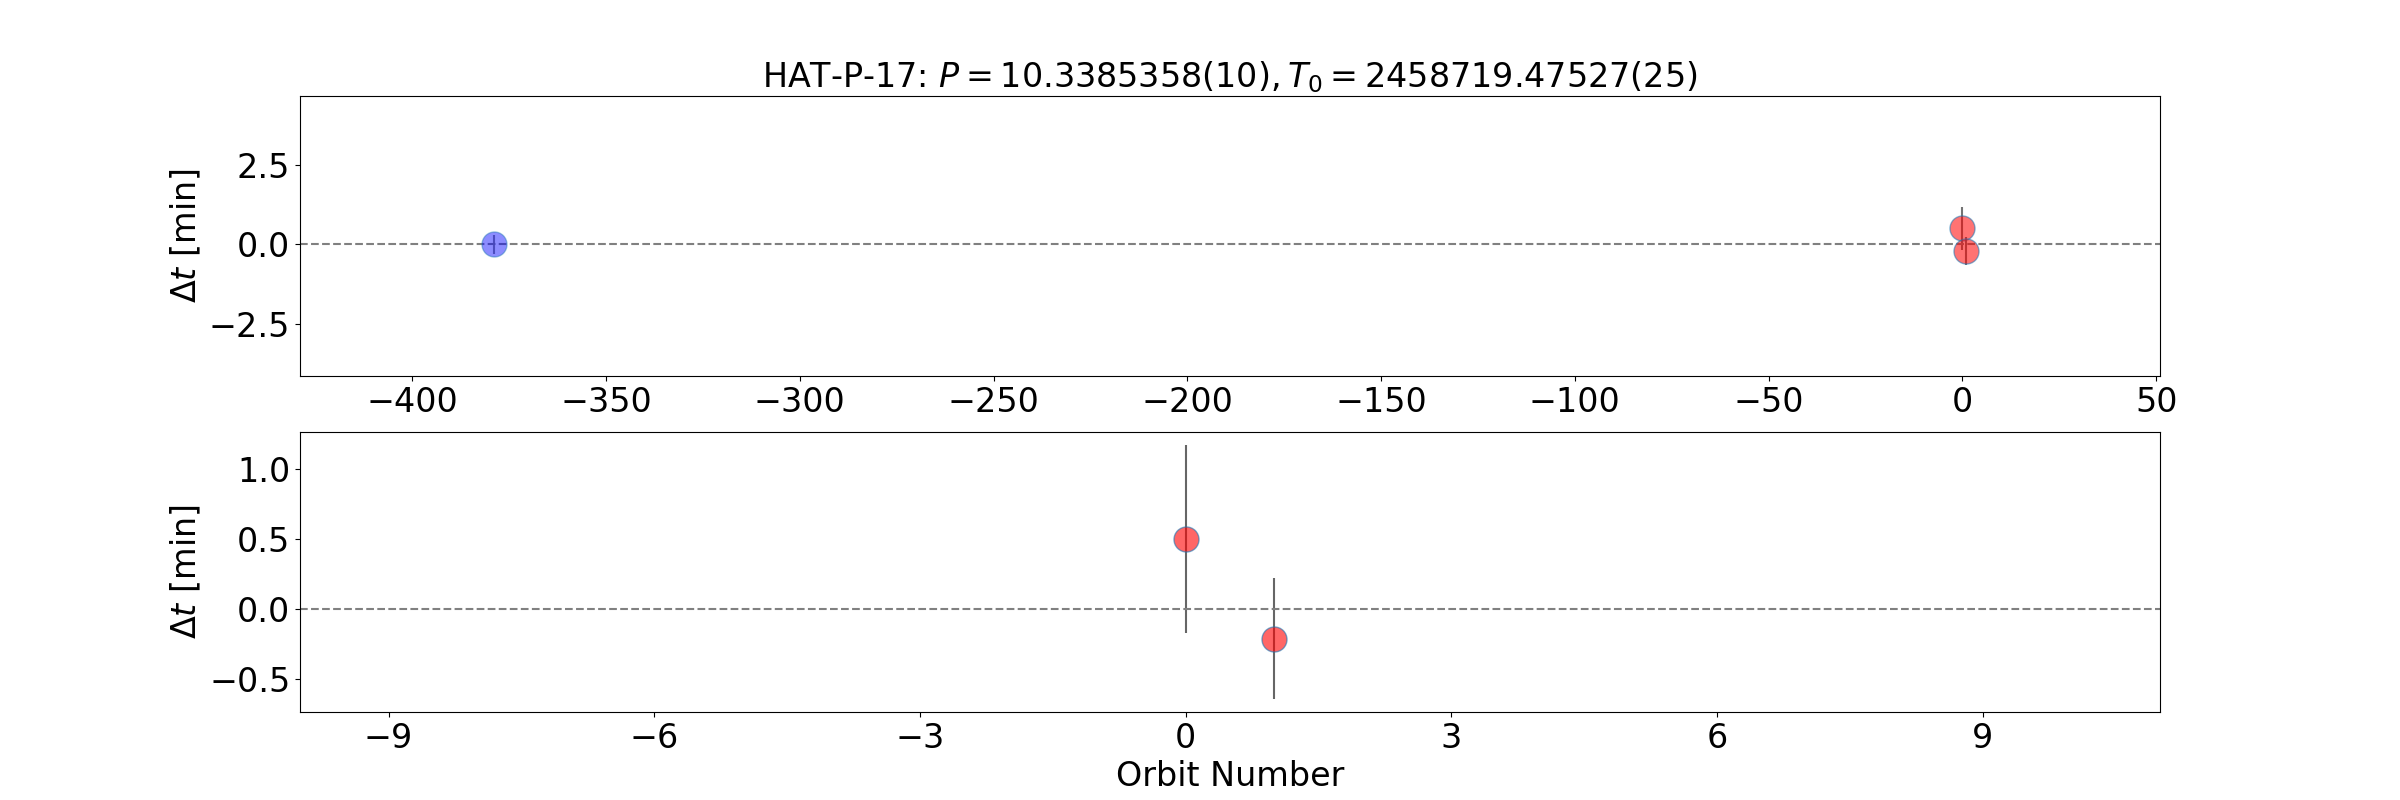 HAT-P-17: P = 10.3385358(10), T₀ = 2458719.47527(25)
Δt [min]
2.5
0.0
−2.5
−400 −350 −300 −250 −200 −150 −100 −50 0 50
Δt [min]
1.0
0.5
0.0
−0.5
−9 −6 −3 0 3 6 9
Orbit Number